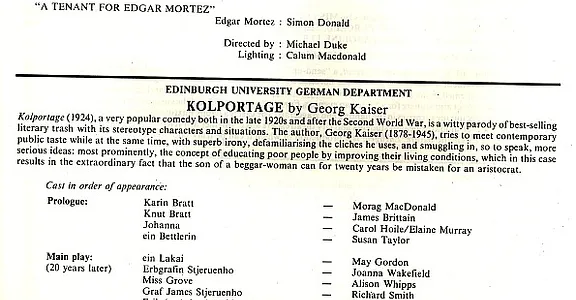 "A TENANT FOR EDGAR MORTEZ"
Edgar Mortez : Simon Donald
Directed by : Michael Duke
Lighting : Calum Macdonald
EDINBURGH UNIVERSITY GERMAN DEPARTMENT
KOLPORTAGE by Georg Kaiser
Kolportage (1924), a very popular comedy both in the late 1920s and after the Second World War, is a witty parody of best-selling
literary trash with its stereotype characters and situations. The author, Georg Kaiser (1878-1945), tries to meet contemporary
public taste while at the same time, with superb irony, defamiliarising the cliches he uses, and smuggling in, so to speak, more
serious ideas: most prominently, the concept of educating poor people by improving their living conditions, which in this case
results in the extraordinary fact that the son of a beggar-woman can for twenty years be mistaken for an aristocrat.
Cast in order of appearance:
Prologue: Karin Bratt — Morag MacDonald
Knut Bratt — James Brittain
Johanna — Carol Hoile/Elaine Murray
ein Bettlerin — Susan Taylor
Main play: ein Lakai — May Gordon
(20 years later) Erbgrafin Stjeruenho — Joanna Wakefield
Miss Grove — Alison Whipps
Graf James Stjeruenho — Richard Smith